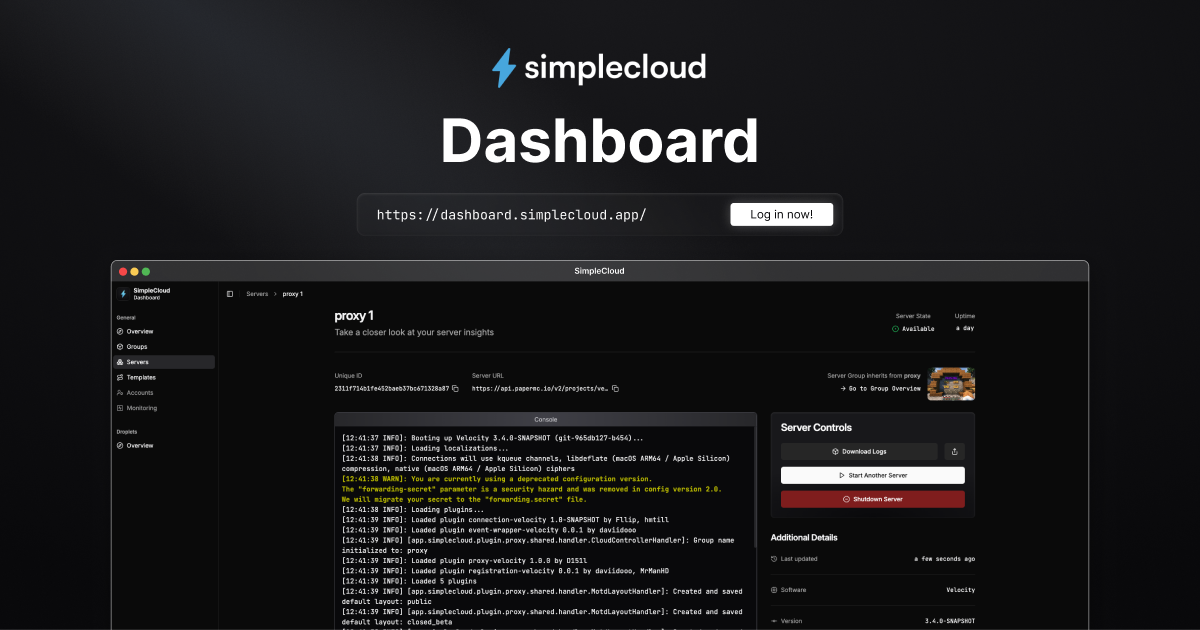 simplecloud
Dashboard
https://dashboard.simplecloud.app/
Log in now!
SimpleCloud
SimpleCloud
Dashboard
General
Overview
Groups
Servers
Templates
Accounts
Monitoring
Droplets
Overview
Servers > proxy 1
proxy 1
Take a closer look at your server insights
Server State
Available
Uptime
a day
Unique ID
2311f714b1fe452baeb37bc671328a87
Server URL
https://api.papermc.io/v2/projects/ve…
Server Group Inherits from proxy
→ Go to Group Overview
Console
[12:41:37 INFO]: Booting up Velocity 3.4.0-SNAPSHOT (git-965db127-b454)...
[12:41:37 INFO]: Loading localizations...
[12:41:38 INFO]: Connections will use kqueue channels, libdeflate (macOS ARM64 / Apple Silicon)
compression, native (macOS ARM64 / Apple Silicon) ciphers
[12:41:38 WARN]: You are currently using a deprecated configuration version.
The "forwarding-secret" parameter is a security hazard and was removed in config version 2.0.
We will migrate your secret to the "forwarding.secret" file.
[12:41:38 INFO]: Loading plugins...
[12:41:39 INFO]: Loaded plugin connection-velocity 1.0-SNAPSHOT by Fllip, hmtill
[12:41:39 INFO]: Loaded plugin event-wrapper-velocity 0.0.1 by daviidooo
[12:41:39 INFO] [app.simplecloud.plugin.proxy.shared.handler.CloudControllerHandler]: Group name
initialized to: proxy
[12:41:39 INFO]: Loaded plugin proxy-velocity 1.0.0 by D151l
[12:41:39 INFO]: Loaded plugin registration-velocity 0.0.1 by daviidooo, MrManHD
[12:41:39 INFO]: Loaded 5 plugins
[12:41:39 INFO] [app.simplecloud.plugin.proxy.shared.handler.MotdLayoutHandler]: Created and saved
default layout: public
[12:41:39 INFO] [app.simplecloud.plugin.proxy.shared.handler.MotdLayoutHandler]: Created and saved
default layout: closed_beta
Server Controls
Download Logs
Start Another Server
Shutdown Server
Additional Details
Last updated
a few seconds ago
Software
Velocity
Version
3.4.0-SNAPSHOT